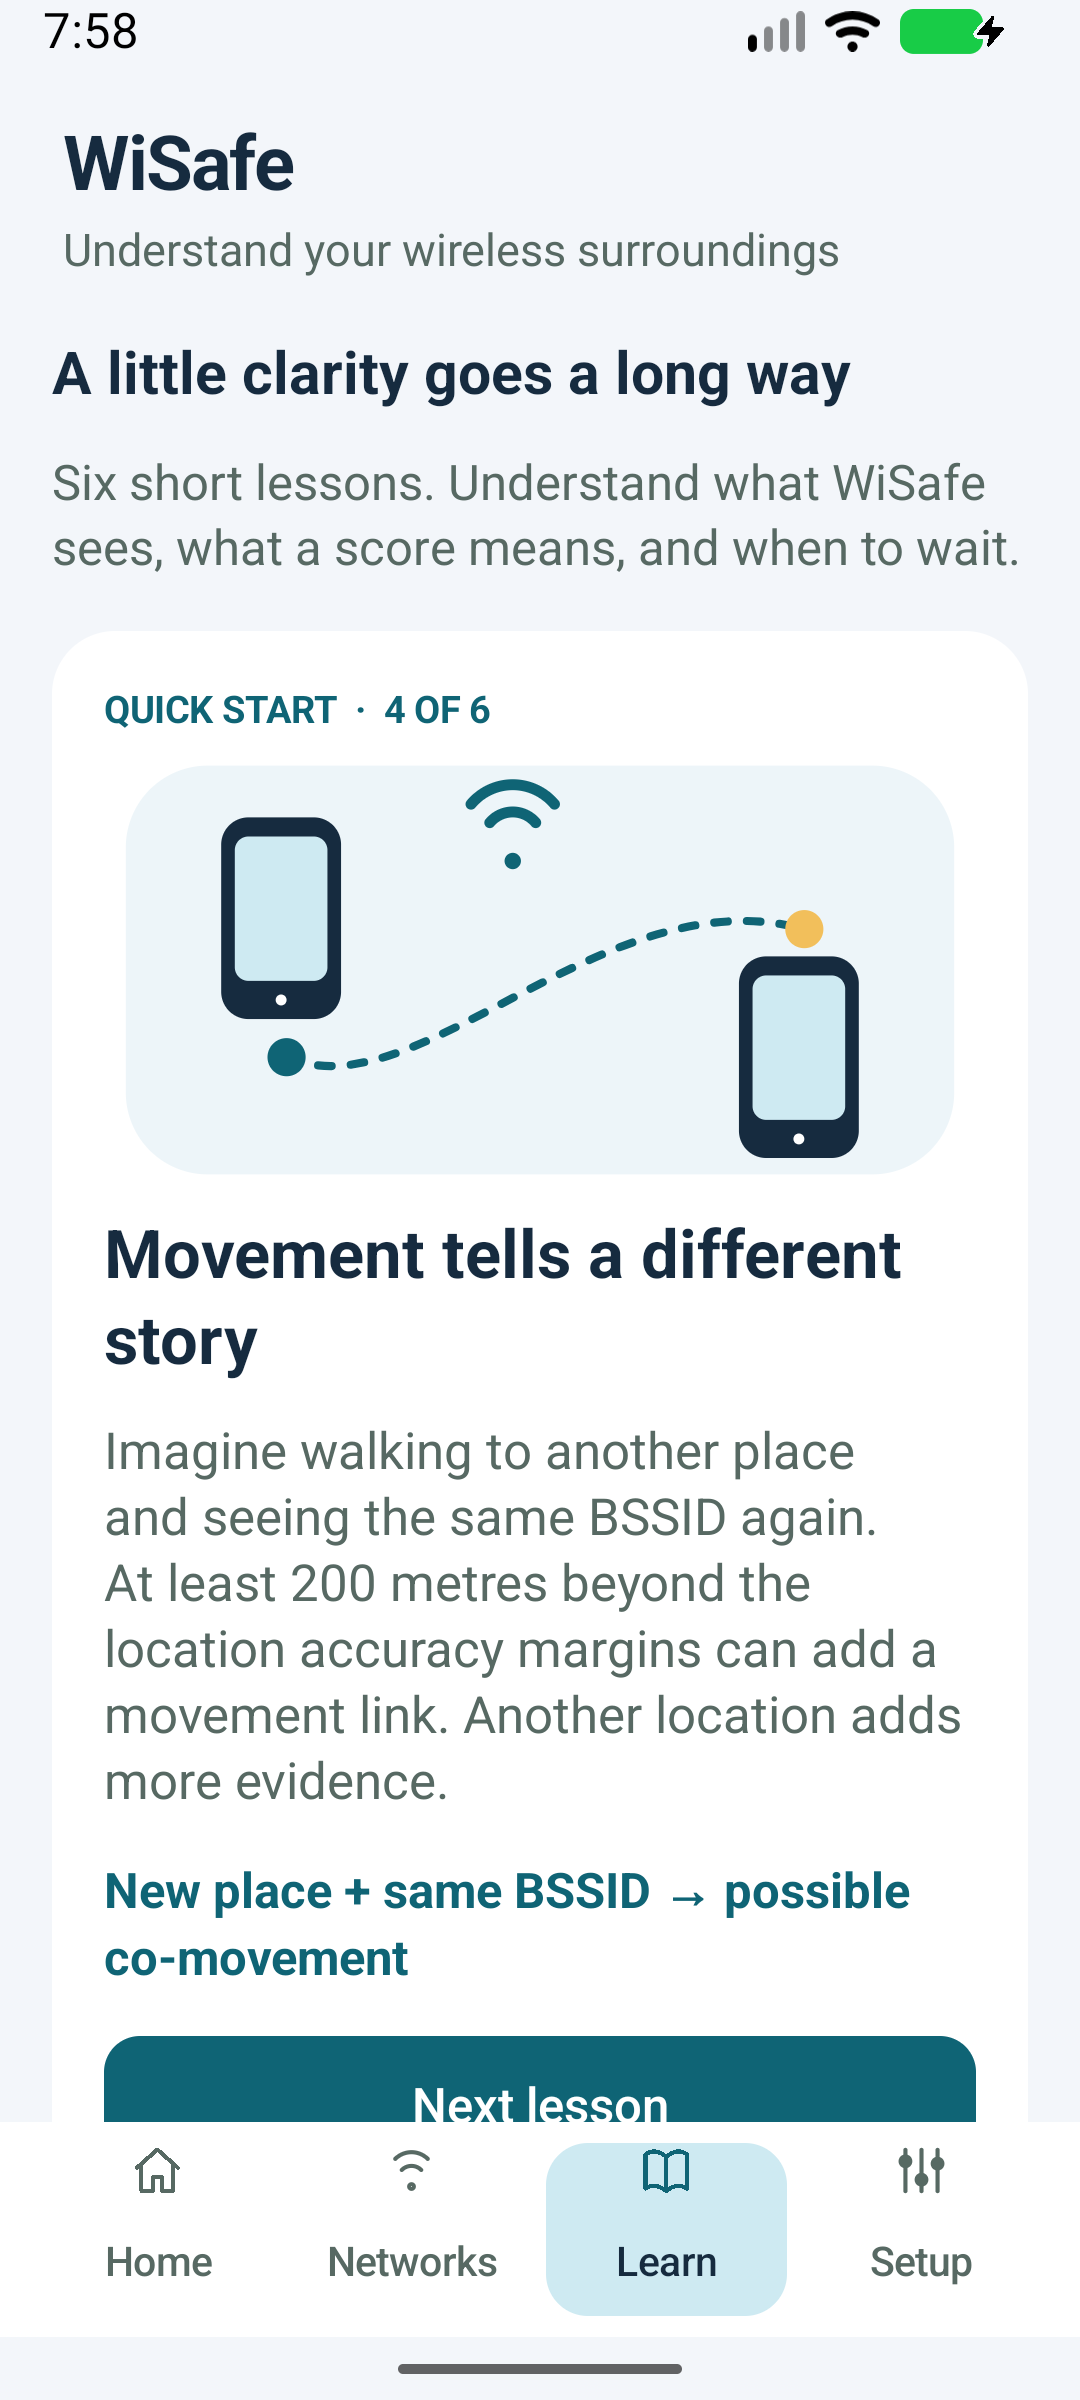 7:58
WiSafe
Understand your wireless surroundings
A little clarity goes a long way
Six short lessons. Understand what WiSafe
sees, what a score means, and when to wait.
QUICK START · 4 OF 6
Movement tells a different
story
Imagine walking to another place
and seeing the same BSSID again.
At least 200 metres beyond the
location accuracy margins can add a
movement link. Another location adds
more evidence.
New place + same BSSID → possible
co-movement
Next lesson
Home
Networks
Learn
Setup